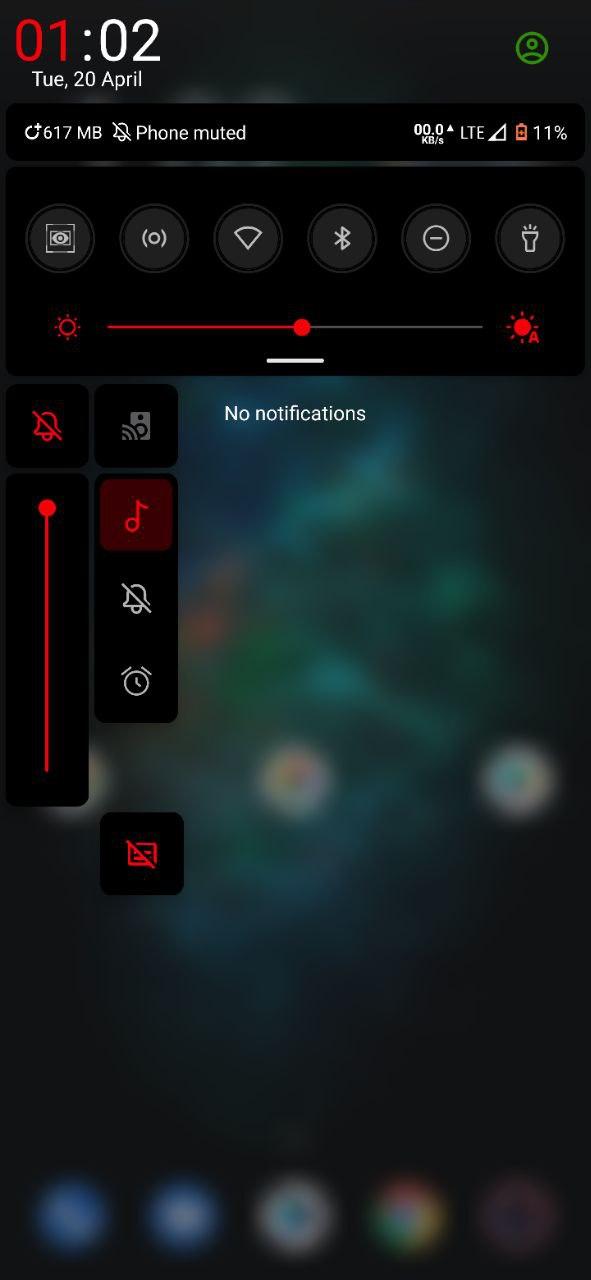 01:02
Tue, 20 April
617 MB Phone muted 00.0 KB/s LTE 11%
A
No notifications